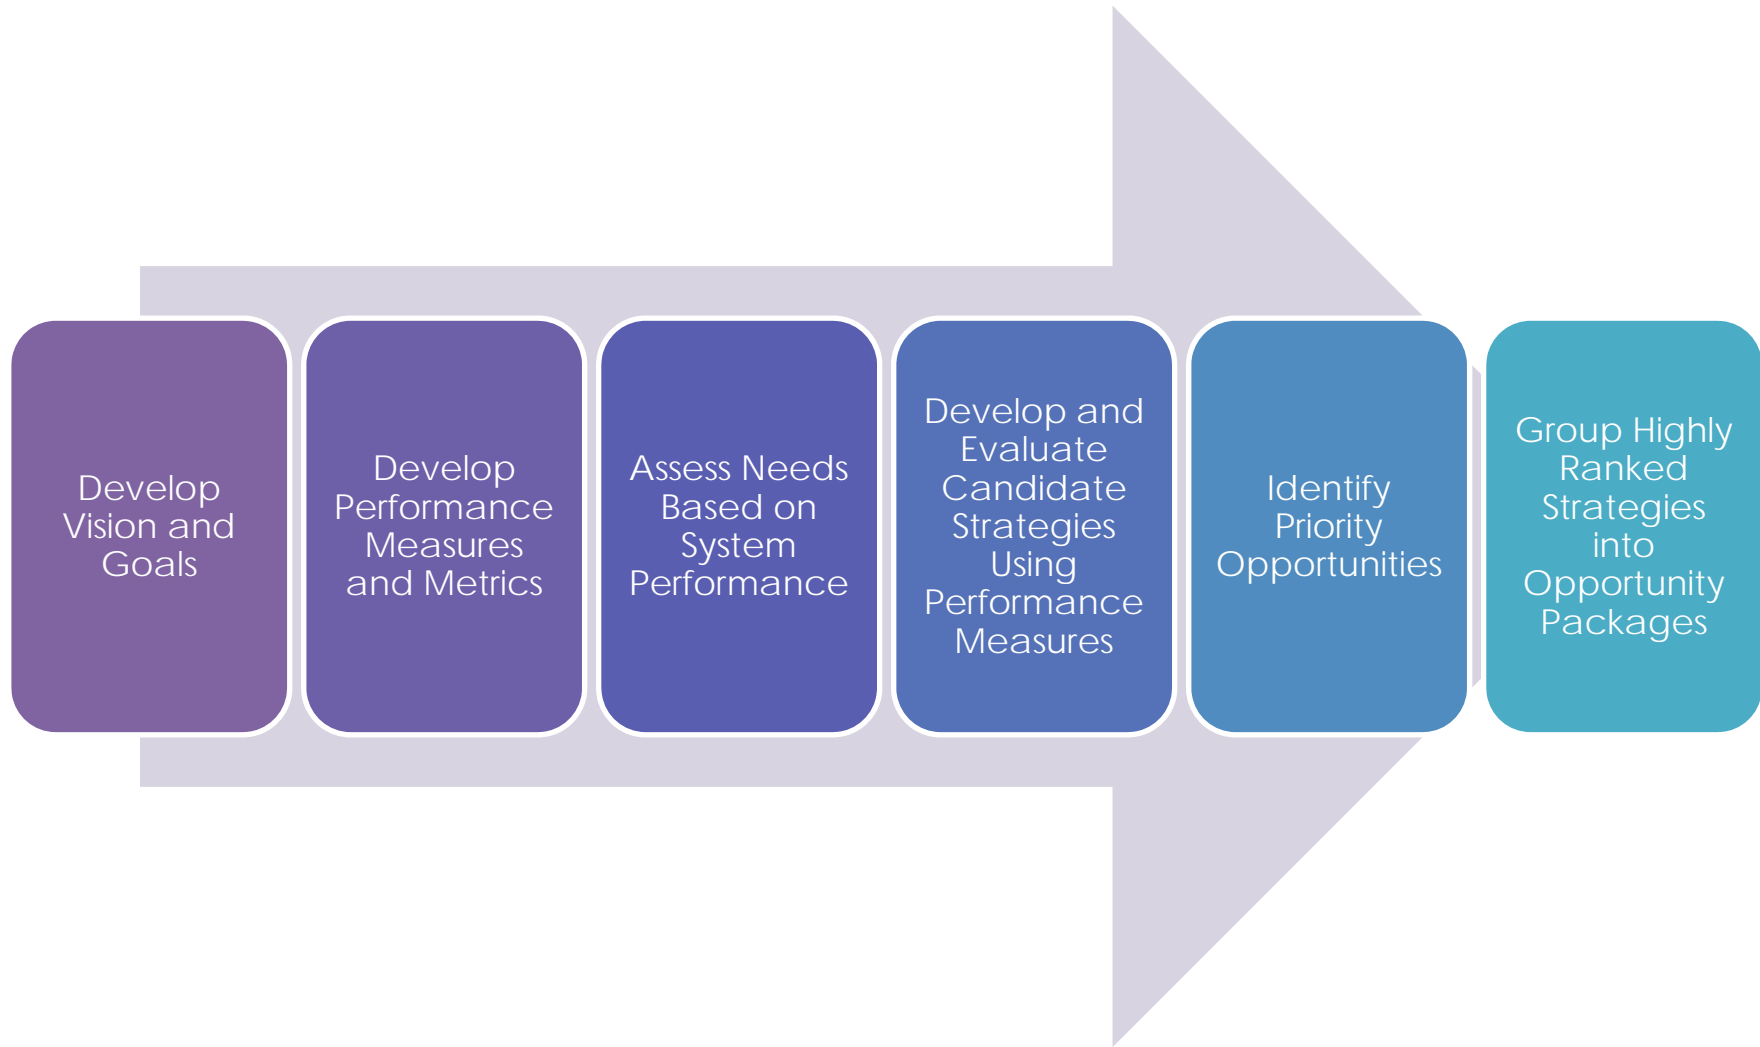 Develop
Vision and
Goals
Develop
Performance
Measures
and Metrics
Assess Needs
Based on
System
Performance
Develop and
Evaluate
Candidate
Strategies
Using
Performance
Measures
Identify
Priority
Opportunities
Group Highly
Ranked
Strategies
into
Opportunity
Packages